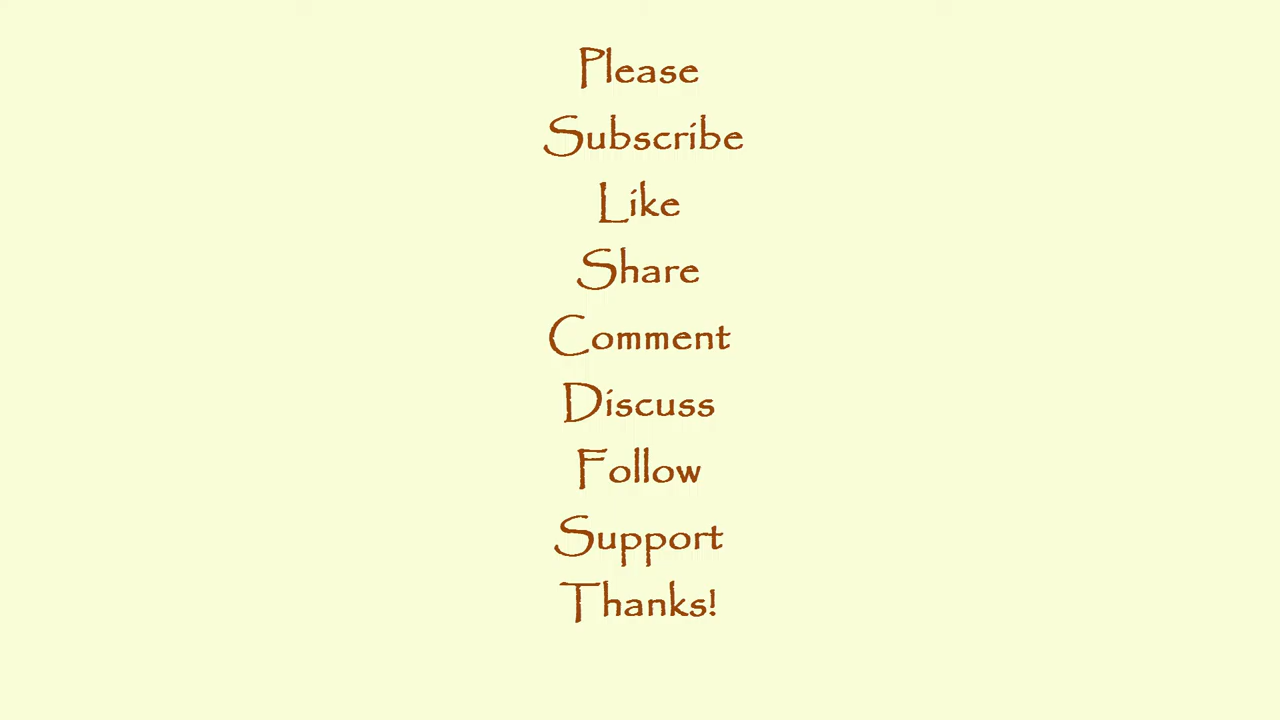 Please
Subscribe
Like
Share
Comment
Discuss
Follow
Support
Thanks!